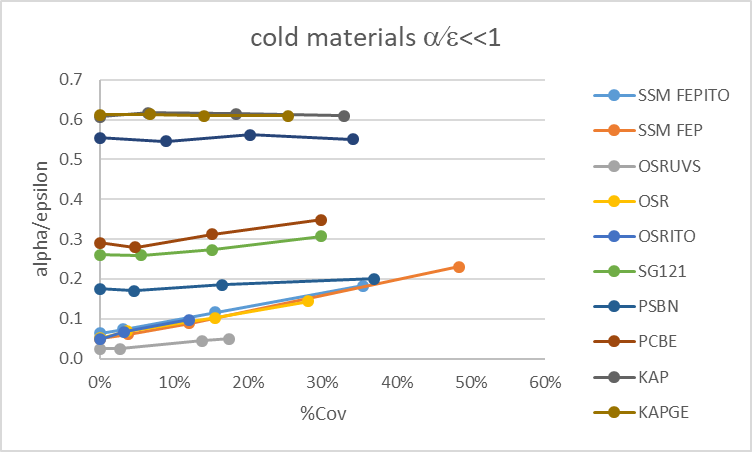 cold materials α/ε<<1
0.7
0.6
0.5
0.4
0.3
0.2
0.1
0.0
alpha/epsilon
0% 10% 20% 30% 40% 50% 60%
%Cov
SSM FEPITO
SSM FEP
OSRUVS
OSR
OSRITO
SG121
PSBN
PCBE
KAP
KAPGE